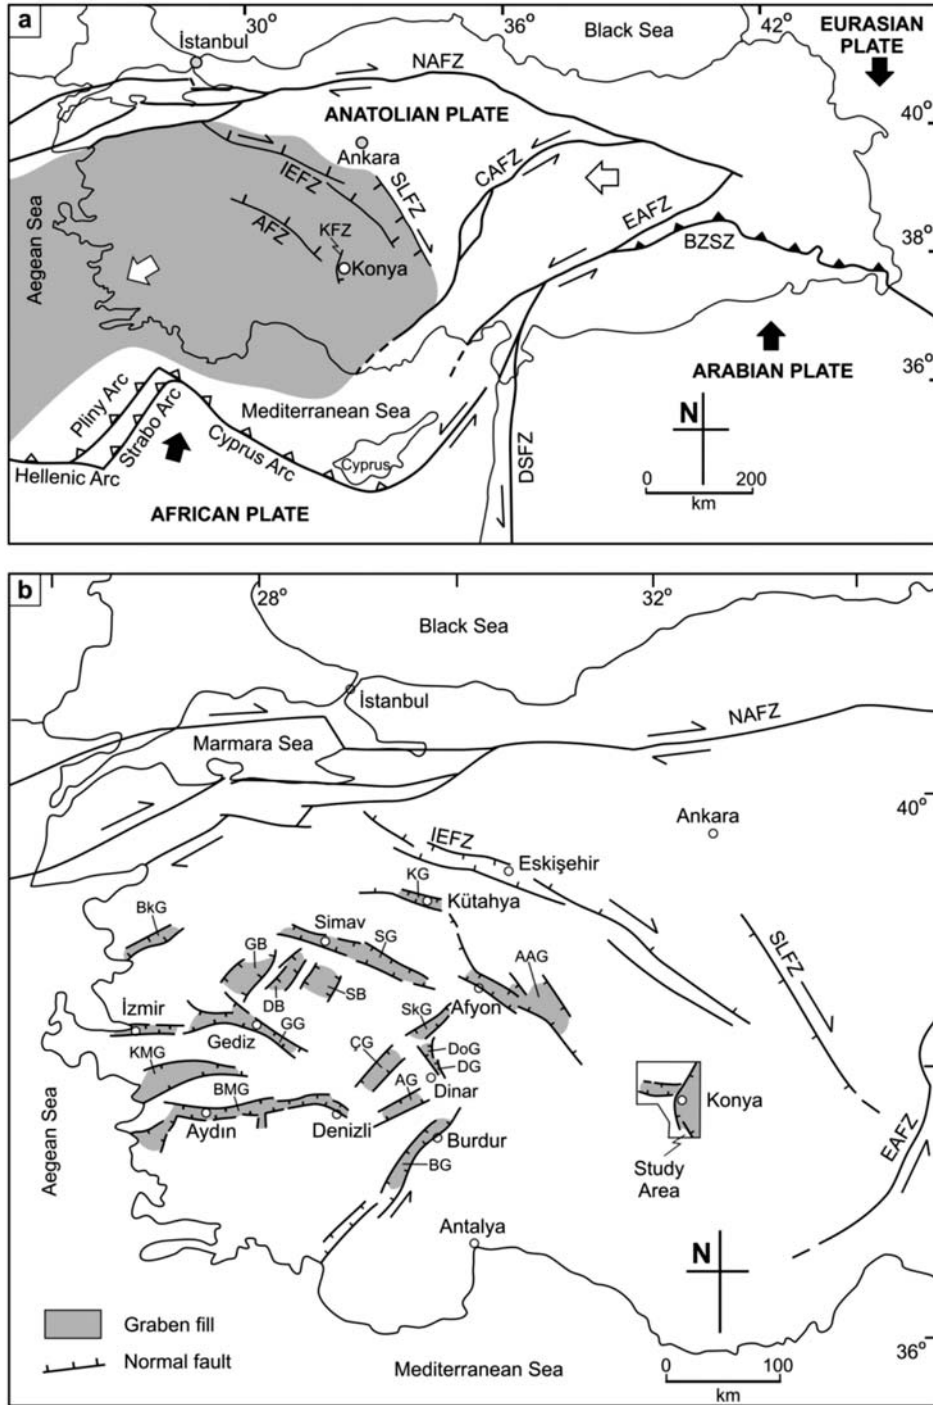 a
30°
36°
42°
İstanbul
Black Sea
EURASIAN
PLATE
NAFZ
40°
ANATOLIAN PLATE
Ankara
CAFZ
IEFZ
SLFZ
EAFZ
AFZ
KFZ
BZSZ
38°
Konya
Aegean Sea
36°
ARABIAN PLATE
Pliny Arc
Strabo Arc
Mediterranean Sea
N
Cyprus Arc
Cyprus
DSFZ
0
200
km
Hellenic Arc
AFRICAN PLATE
b
28°
32°
Black Sea
İstanbul
NAFZ
Marmara Sea
40°
Ankara
IEFZ
Eskişehir
KG
Kütahya
BkG
Simav
SG
GB
AAG
SLFZ
DB
SB
Afyon
İzmir
SkG
Gediz
GG
DoG
ÇG
DG
KMG
AG
Dinar
BMG
Konya
Aydın
Denizli
Burdur
Aegean Sea
BG
Study
Area
EAFZ
Antalya
N
Graben fill
Normal fault
36°
0
100
km
Mediterranean Sea